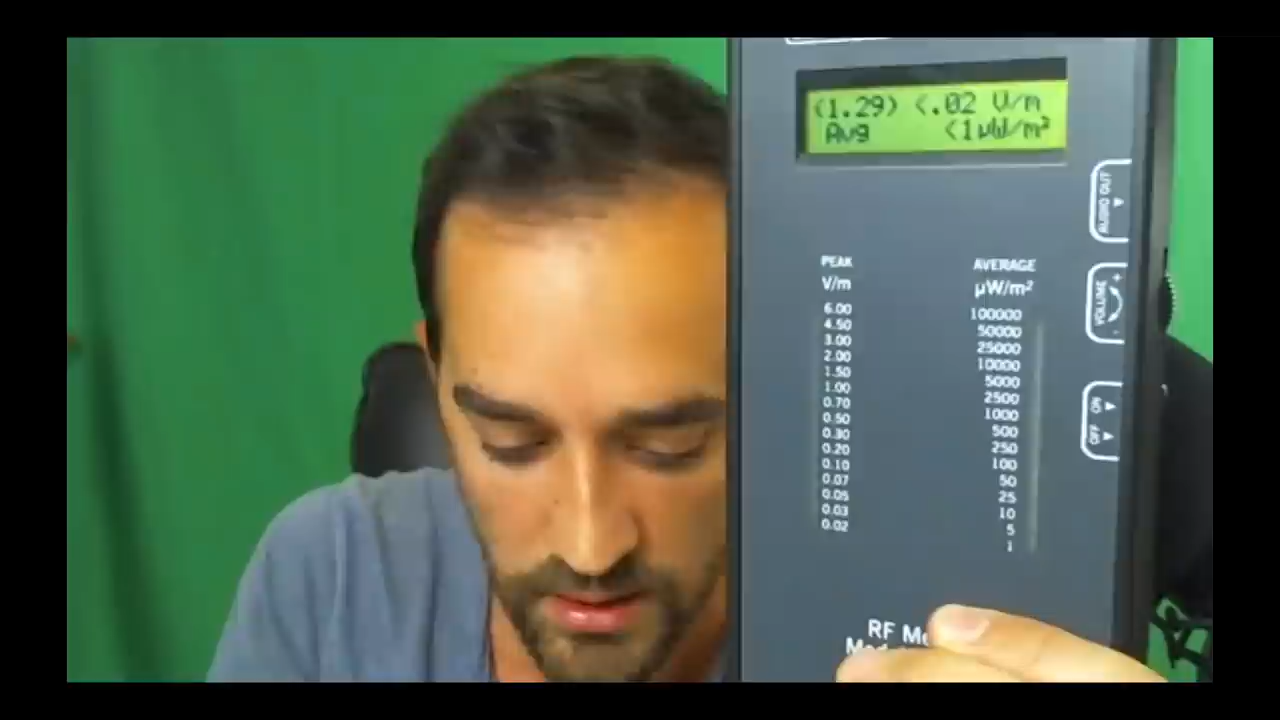 (1.29) <.02 V/m
Avg <1µW/m²
AUDIO OUT
VOLUME
+
-
ON
OFF
PEAK
V/m
6.00
4.50
3.00
2.00
1.50
1.00
0.70
0.50
0.30
0.20
0.10
0.07
0.05
0.03
0.02
AVERAGE
µW/m²
100000
50000
25000
10000
5000
2500
1000
500
250
100
50
25
10
5
1
RF